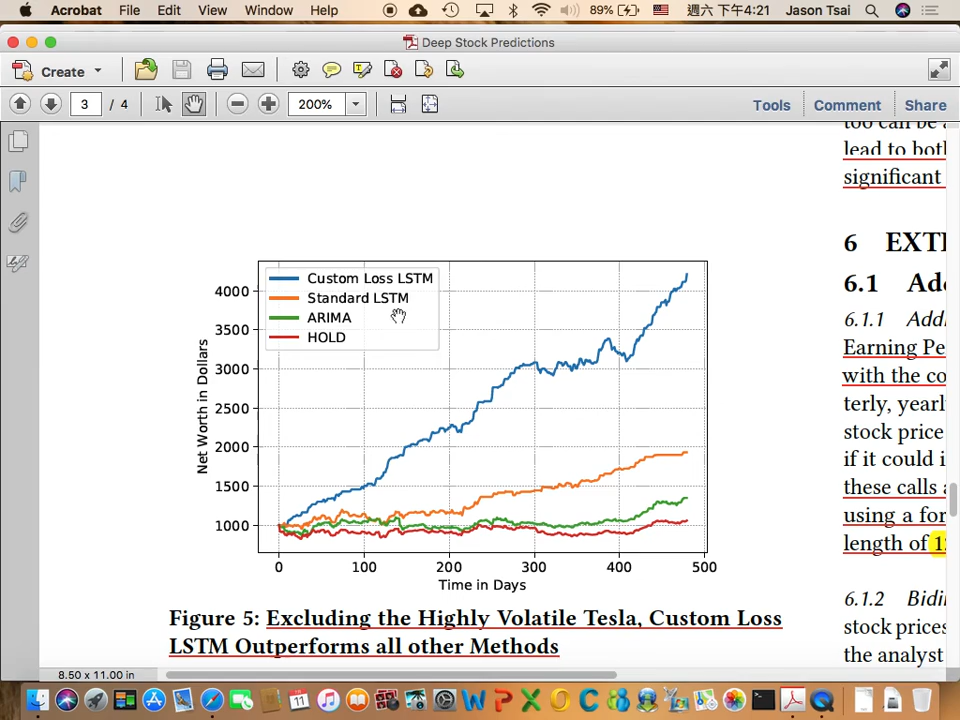 Acrobat File Edit View Window Help 89% 週六 下午4:21 Jason Tsai
Deep Stock Predictions
Create
3 / 4 200% Tools Comment Share
Custom Loss LSTM
Standard LSTM
ARIMA
HOLD
4000
3500
3000
2500
2000
1500
1000
Net Worth in Dollars
0 100 200 300 400 500
Time in Days
Figure 5: Excluding the Highly Volatile Tesla, Custom Loss
LSTM Outperforms all other Methods
too can be
lead to both
significant
6 EXT
6.1 Ad
6.1.1 Addi
Earning Pe
with the co
terly, yearl
stock price
if it could i
these calls a
using a for
length of 1
6.1.2 Bidi
stock prices
the analyst
8.50 x 11.00 in